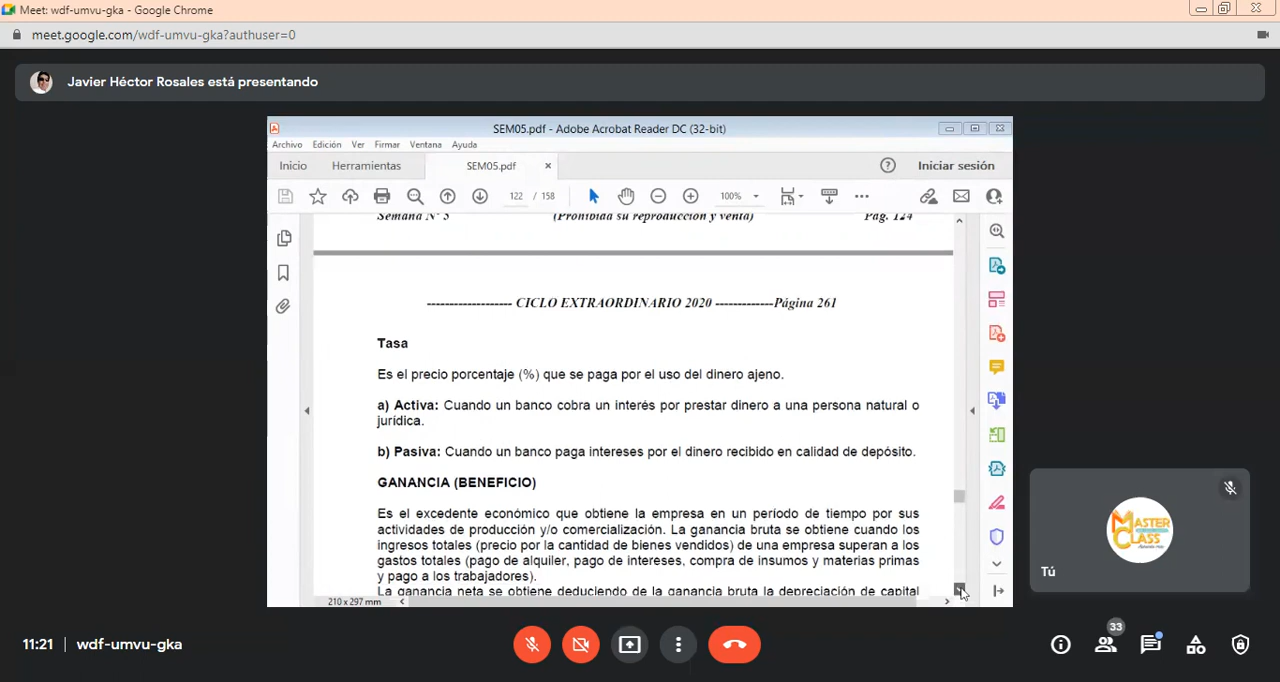 Meet: wdf-umvu-gka - Google Chrome
meet.google.com/wdf-umvu-gka?authuser=0
Javier Héctor Rosales está presentando
SEM05.pdf - Adobe Acrobat Reader DC (32-bit)
Archivo Edición Ver Firmar Ventana Ayuda
Inicio Herramientas SEM05.pdf × Iniciar sesión
122 / 158 100%
Semana Nº 5 (Prohibida su reproducción y venta) Pág. 124
------------------- CICLO EXTRAORDINARIO 2020 -------------Página 261
Tasa
Es el precio porcentaje (%) que se paga por el uso del dinero ajeno.
a) Activa: Cuando un banco cobra un interés por prestar dinero a una persona natural o
jurídica.
b) Pasiva: Cuando un banco paga intereses por el dinero recibido en calidad de depósito.
GANANCIA (BENEFICIO)
Es el excedente económico que obtiene la empresa en un período de tiempo por sus
actividades de producción y/o comercialización. La ganancia bruta se obtiene cuando los
ingresos totales (precio por la cantidad de bienes vendidos) de una empresa superan a los
gastos totales (pago de alquiler, pago de intereses, compra de insumos y materias primas
y pago a los trabajadores).
La ganancia neta se obtiene deduciendo de la ganancia bruta la depreciación de capital
210 x 297 mm
MASTER
CLASS
Tú
11:21 | wdf-umvu-gka
33